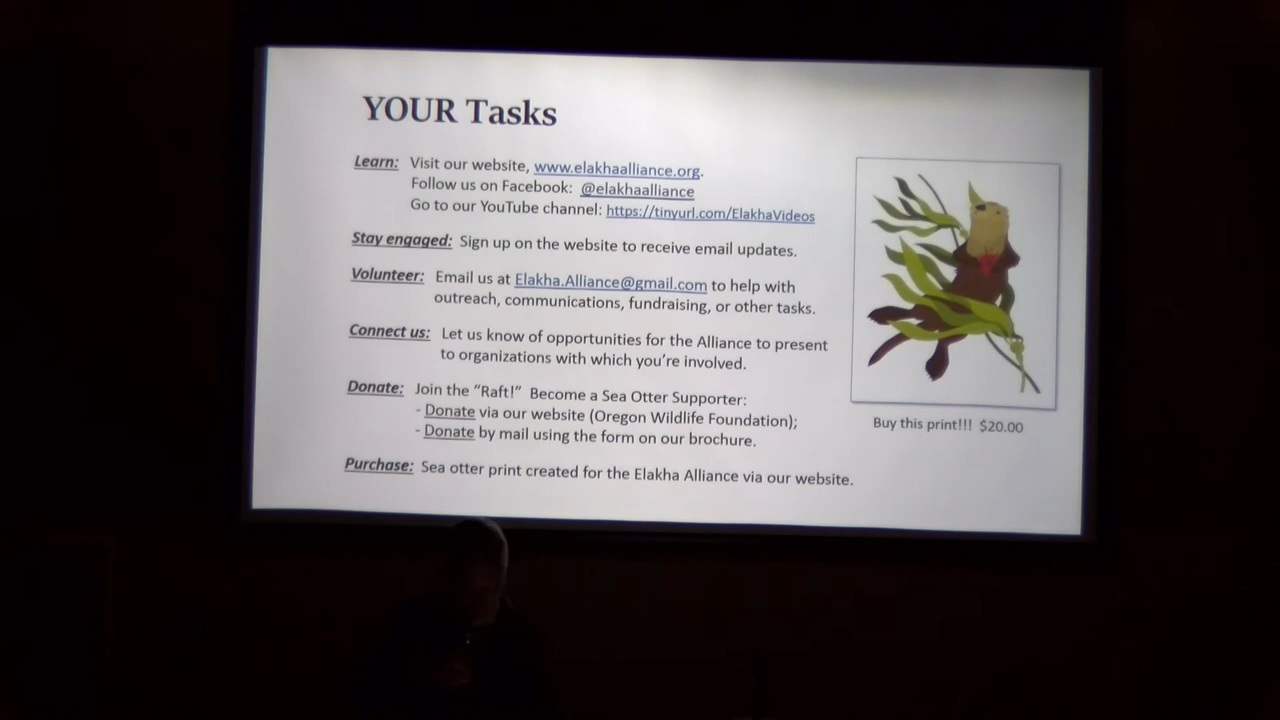 YOUR Tasks
Learn: Visit our website, www.elakhaalliance.org.
Follow us on Facebook: @elakhaalliance
Go to our YouTube channel: https://tinyurl.com/ElakhaVideos
Stay engaged: Sign up on the website to receive email updates.
Volunteer: Email us at Elakha.Alliance@gmail.com to help with
outreach, communications, fundraising, or other tasks.
Connect us: Let us know of opportunities for the Alliance to present
to organizations with which you're involved.
Donate: Join the "Raft!" Become a Sea Otter Supporter:
- Donate via our website (Oregon Wildlife Foundation);
- Donate by mail using the form on our brochure.
Purchase: Sea otter print created for the Elakha Alliance via our website.
Buy this print!!! $20.00